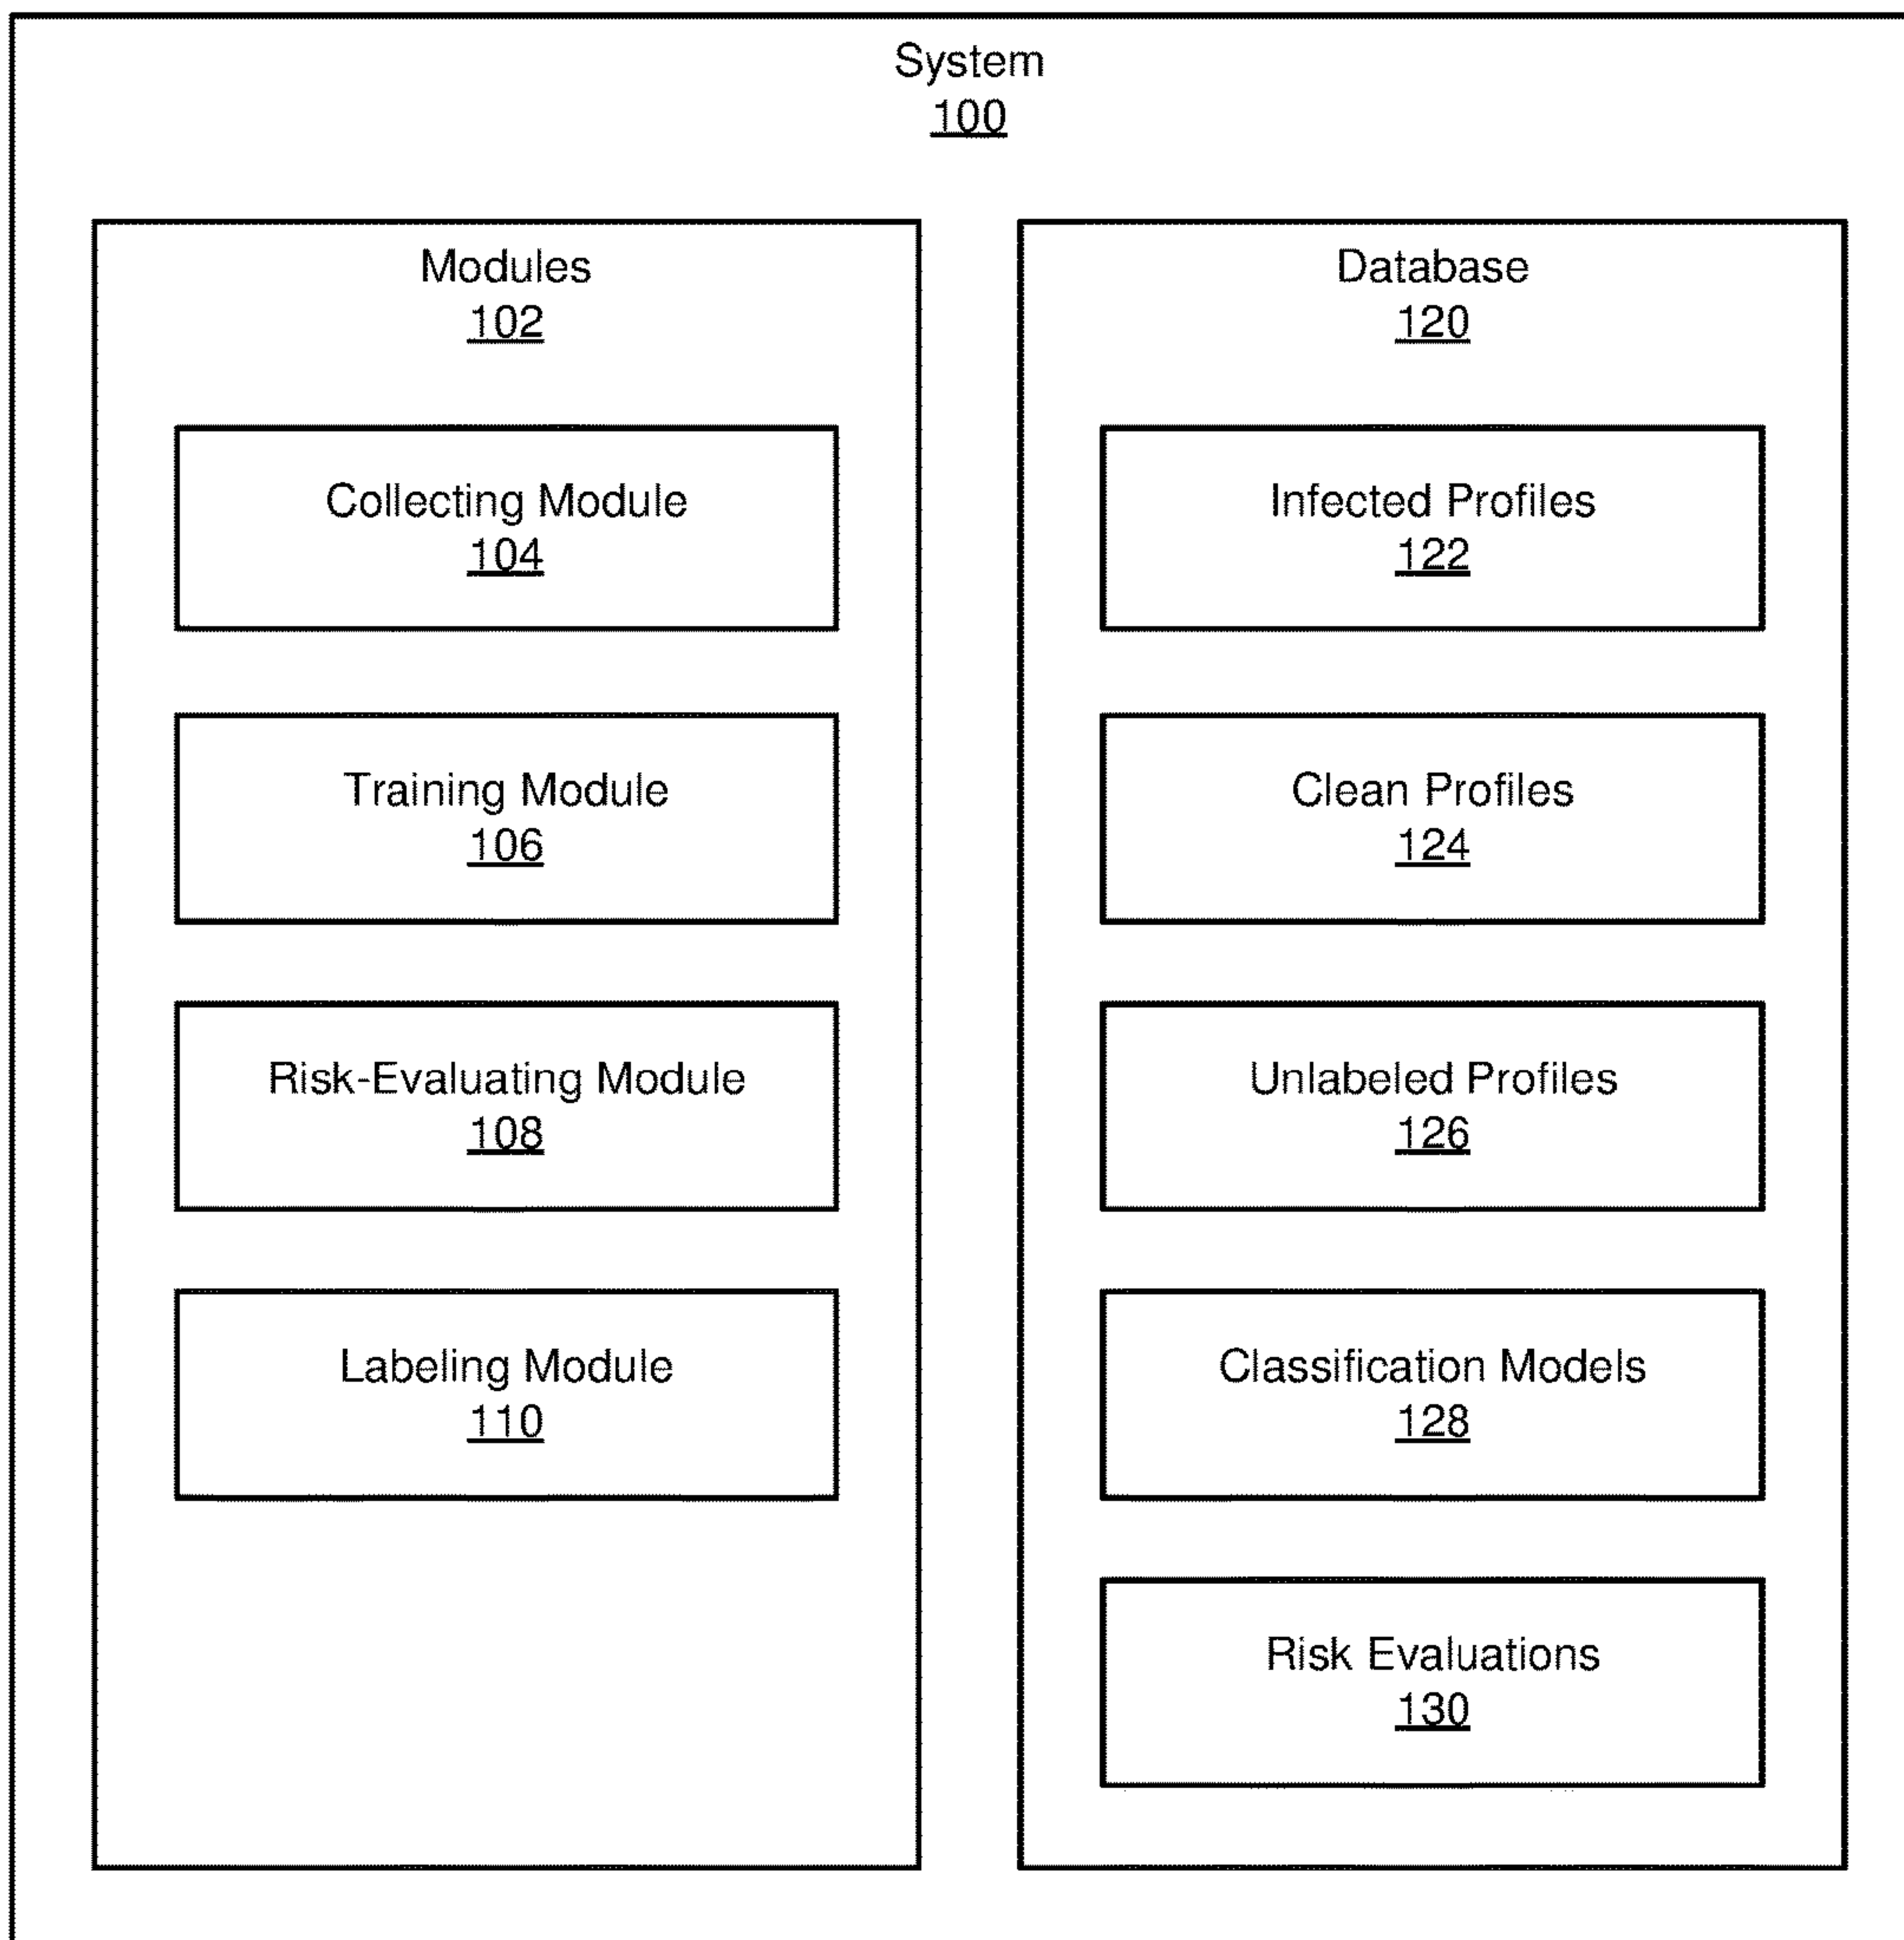 System
100
Modules
102
Collecting Module
104
Training Module
106
Risk-Evaluating Module
108
Labeling Module
110
Database
120
Infected Profiles
122
Clean Profiles
124
Unlabeled Profiles
126
Classification Models
128
Risk Evaluations
130